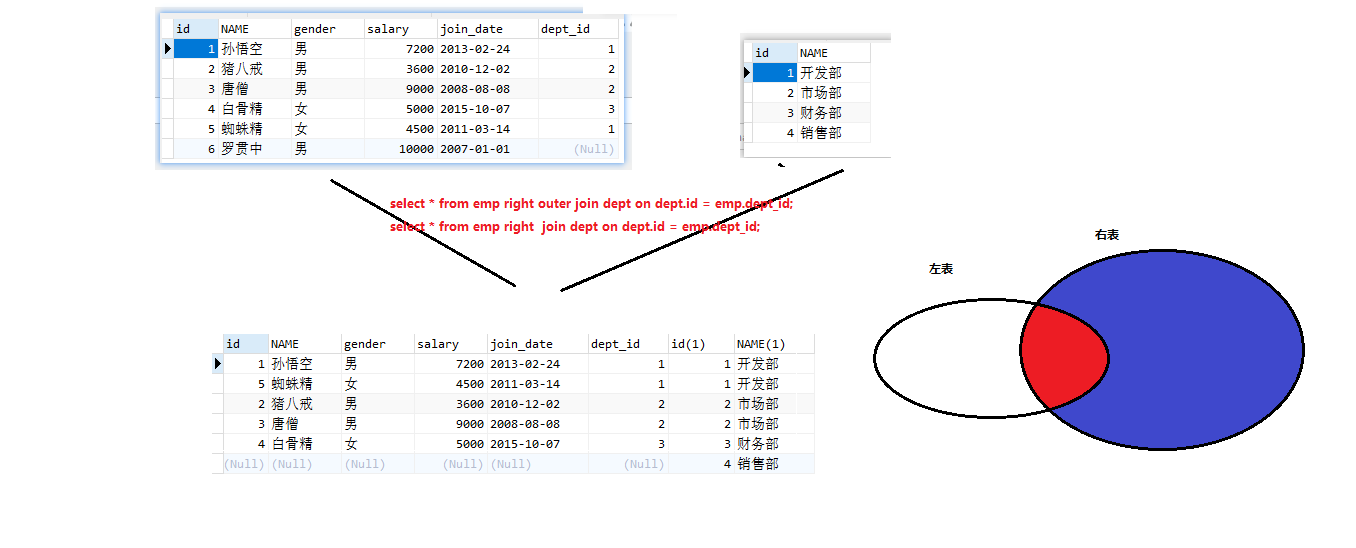 id NAME gender salary join_date dept_id
1 孙悟空 男 7200 2013-02-24 1
2 猪八戒 男 3600 2010-12-02 2
3 唐僧 男 9000 2008-08-08 2
4 白骨精 女 5000 2015-10-07 3
5 蜘蛛精 女 4500 2011-03-14 1
6 罗贯中 男 10000 2007-01-01 (Null)
id NAME
1 开发部
2 市场部
3 财务部
4 销售部
select * from emp right outer join dept on dept.id = emp.dept_id;
select * from emp right  join dept on dept.id = emp.dept_id;
右表
左表
id NAME gender salary join_date dept_id id(1) NAME(1)
1 孙悟空 男 7200 2013-02-24 1 1 开发部
5 蜘蛛精 女 4500 2011-03-14 1 1 开发部
2 猪八戒 男 3600 2010-12-02 2 2 市场部
3 唐僧 男 9000 2008-08-08 2 2 市场部
4 白骨精 女 5000 2015-10-07 3 3 财务部
(Null) (Null) (Null) (Null) (Null) (Null) 4 销售部